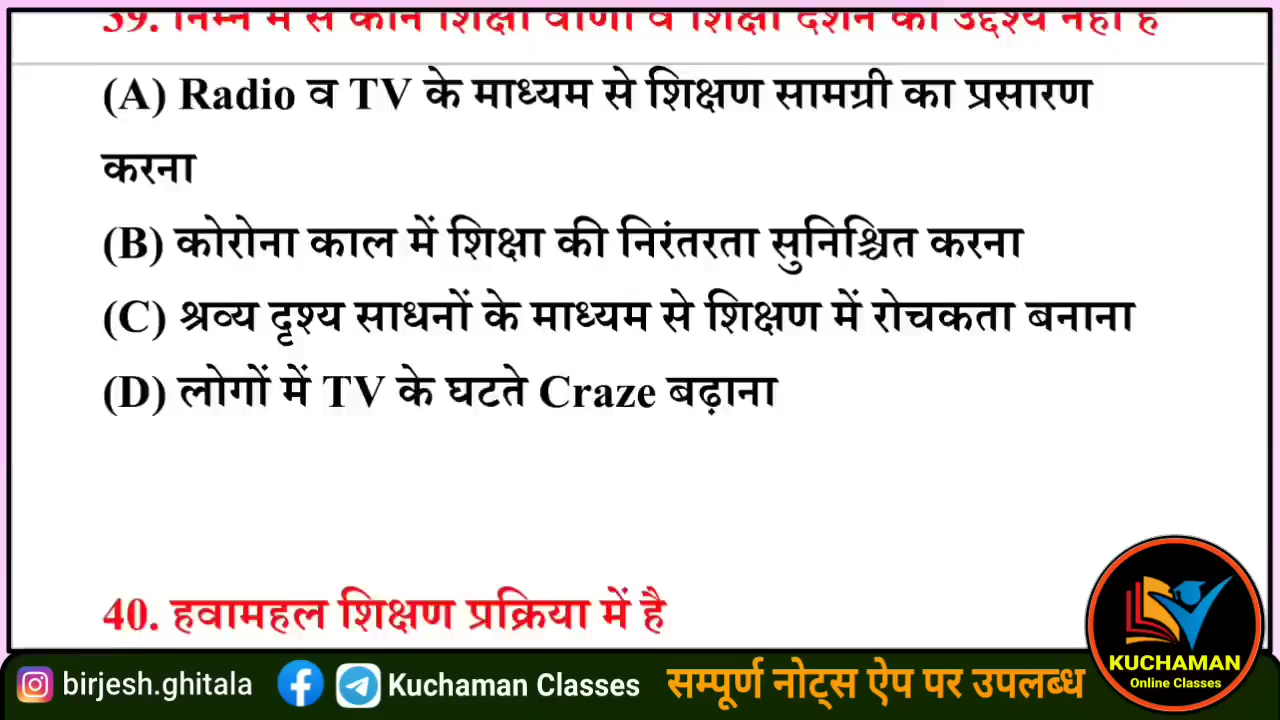 39. निम्न में से कौन शिक्षा वाणी व शिक्षा दर्शन का उद्देश्य नहीं है
(A) Radio व TV के माध्यम से शिक्षण सामग्री का प्रसारण
करना
(B) कोरोना काल में शिक्षा की निरंतरता सुनिश्चित करना
(C) श्रव्य दृश्य साधनों के माध्यम से शिक्षण में रोचकता बनाना
(D) लोगों में TV के घटते Craze बढ़ाना
40. हवामहल शिक्षण प्रक्रिया में है
KUCHAMAN
Online Classes
birjesh.ghitala
Kuchaman Classes
सम्पूर्ण नोट्स ऐप पर उपलब्ध